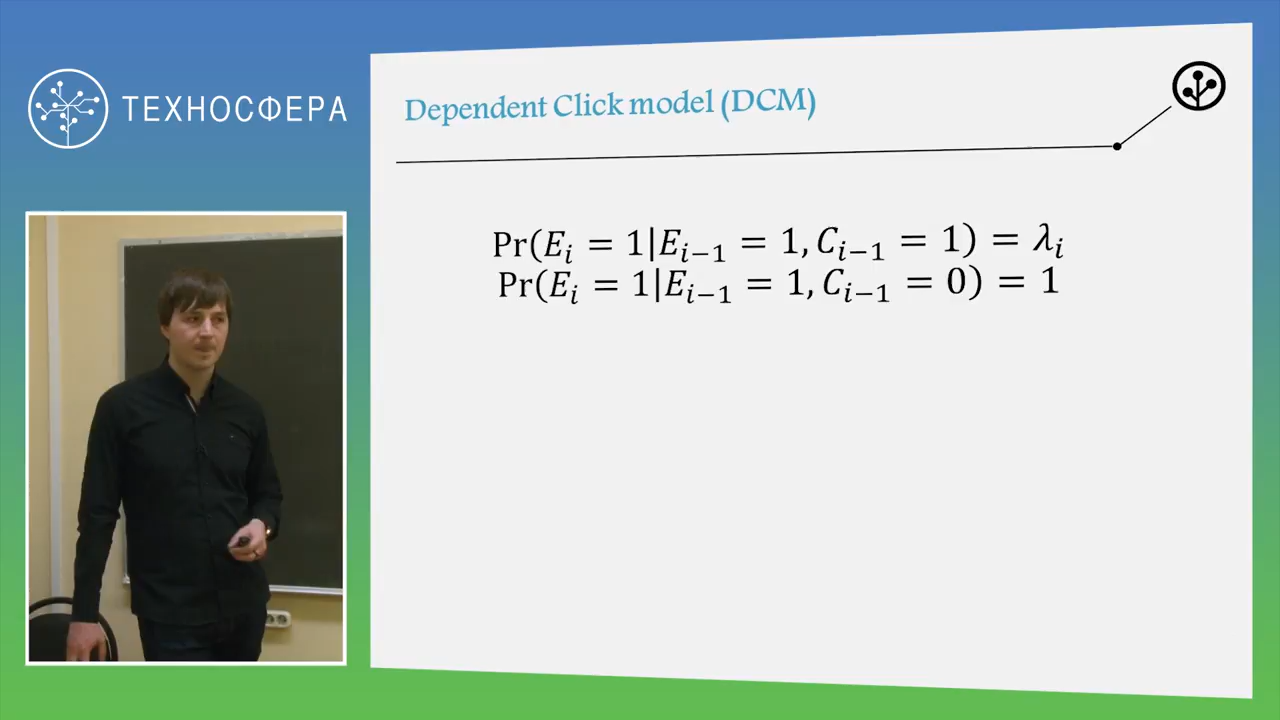 ТЕХНОСФЕРА
Dependent Click model (DCM)
Pr(E_i = 1|E_{i−1} = 1, C_{i−1} = 1) = λ_i
Pr(E_i = 1|E_{i−1} = 1, C_{i−1} = 0) = 1